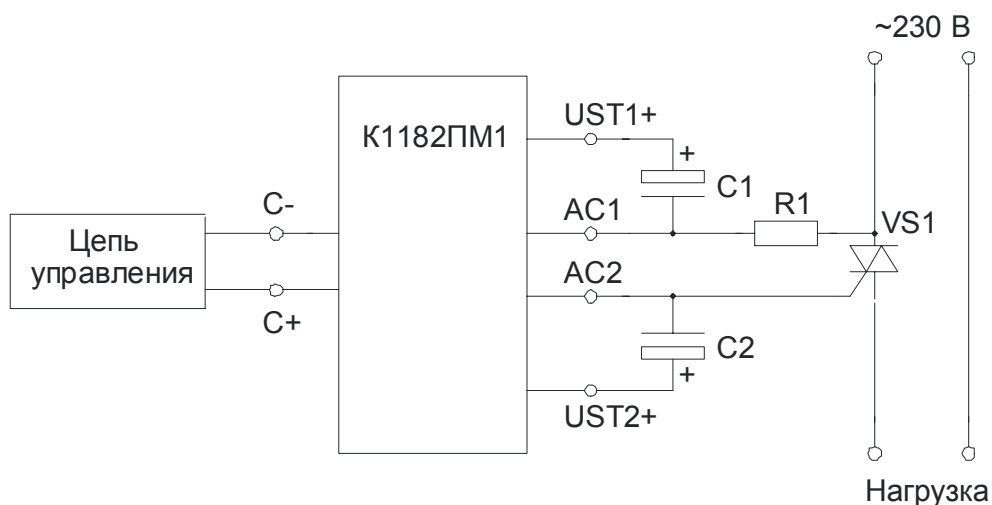 ~230 В
К1182ПМ1
UST1+
+
C1
C-
AC1
R1
VS1
Цепь
управления
AC2
C+
C2
+
UST2+
Нагрузка